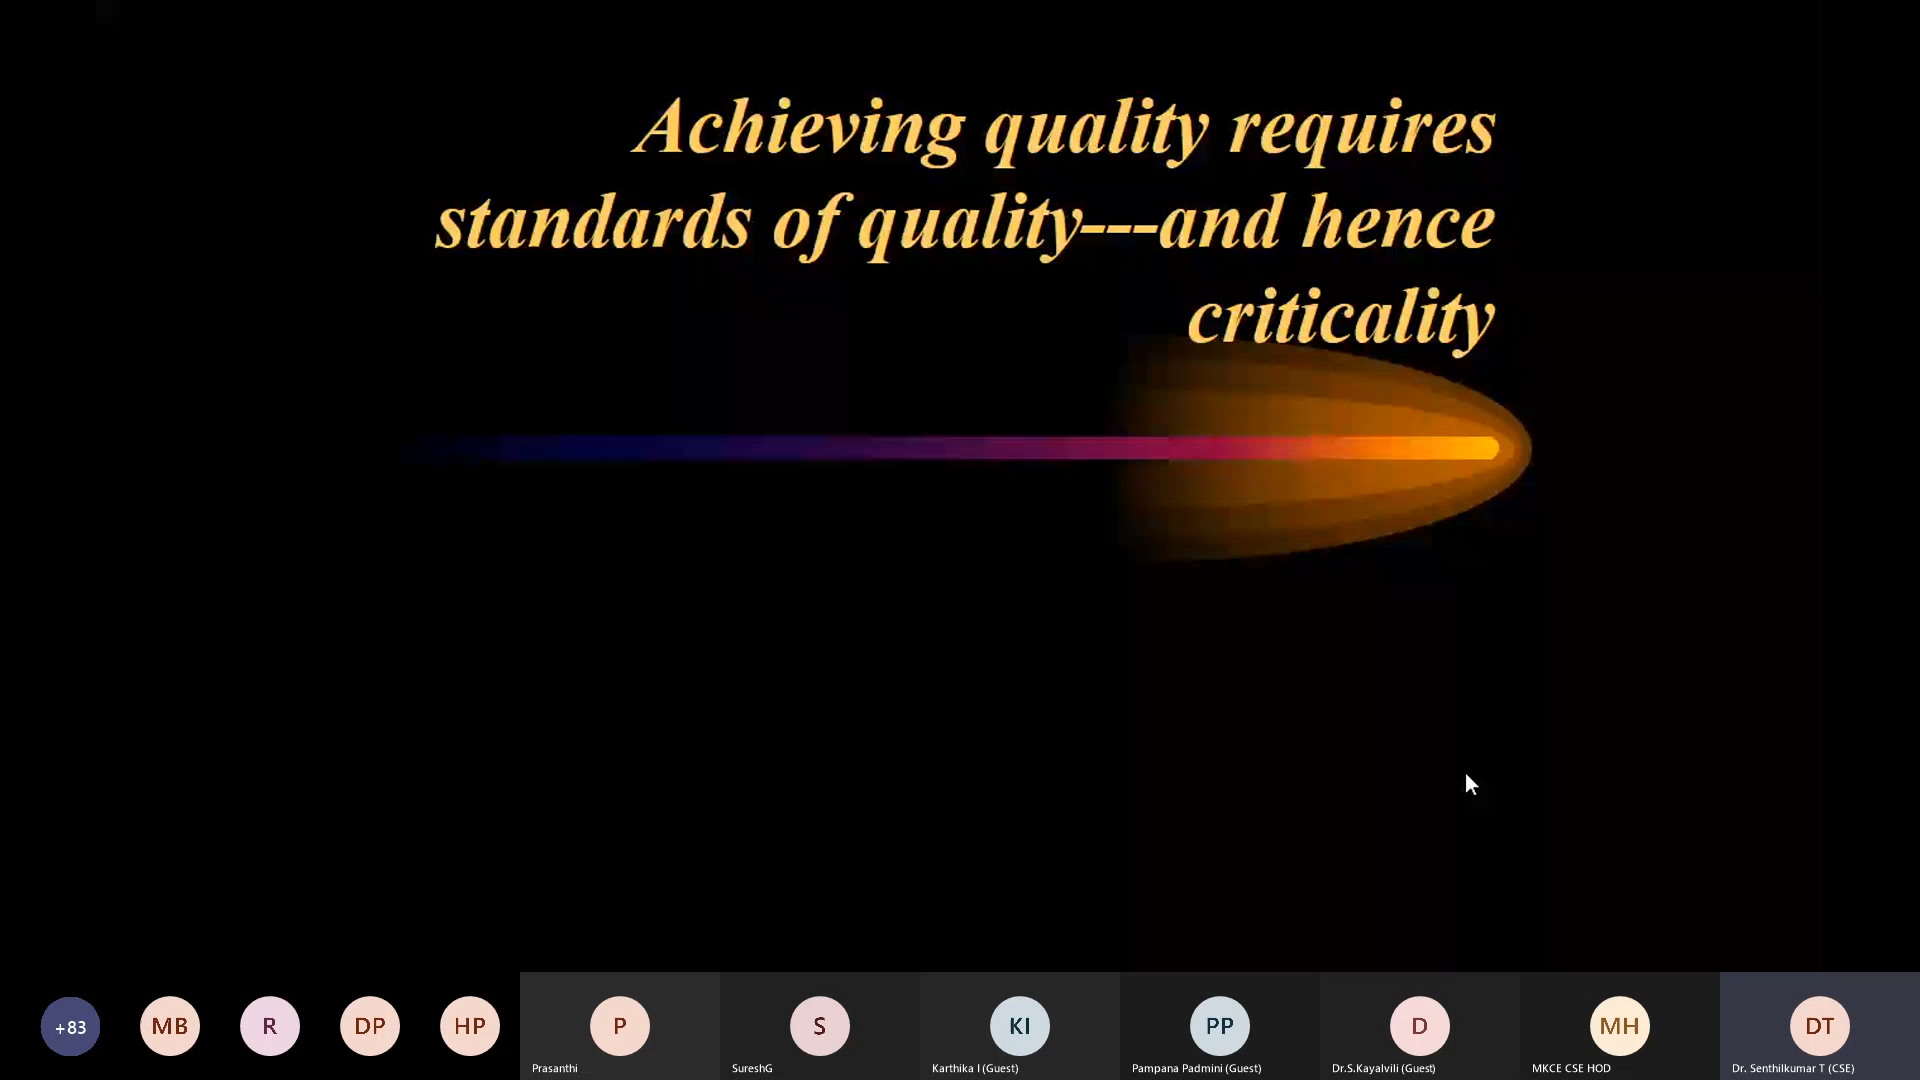 Achieving quality requires
standards of quality---and hence
criticality
+83
MB
R
DP
HP
P
S
KI
PP
D
MH
DT
Prasanthi
SureshG
Karthika I (Guest)
Pampana Padmini (Guest)
Dr.S.Kayalvili (Guest)
MKCE CSE HOD
Dr. Senthilkumar T (CSE)